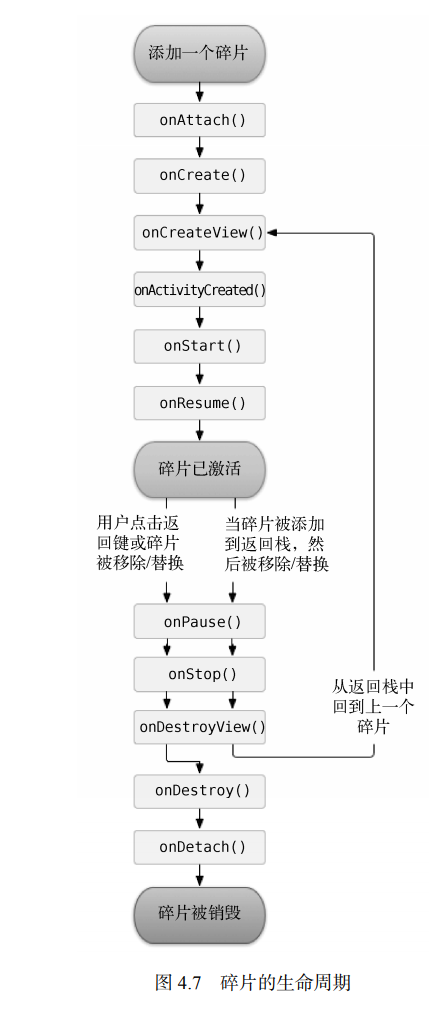 添加一个碎片
onAttach()
onCreate()
onCreateView()
onActivityCreated()
onStart()
onResume()
碎片已激活
用户点击返
回键或碎片
被移除/替换
当碎片被添加
到返回栈，然
后被移除/替换
onPause()
onStop()
onDestroyView()
从返回栈中
回到上一个
碎片
onDestroy()
onDetach()
碎片被销毁
图 4.7 碎片的生命周期